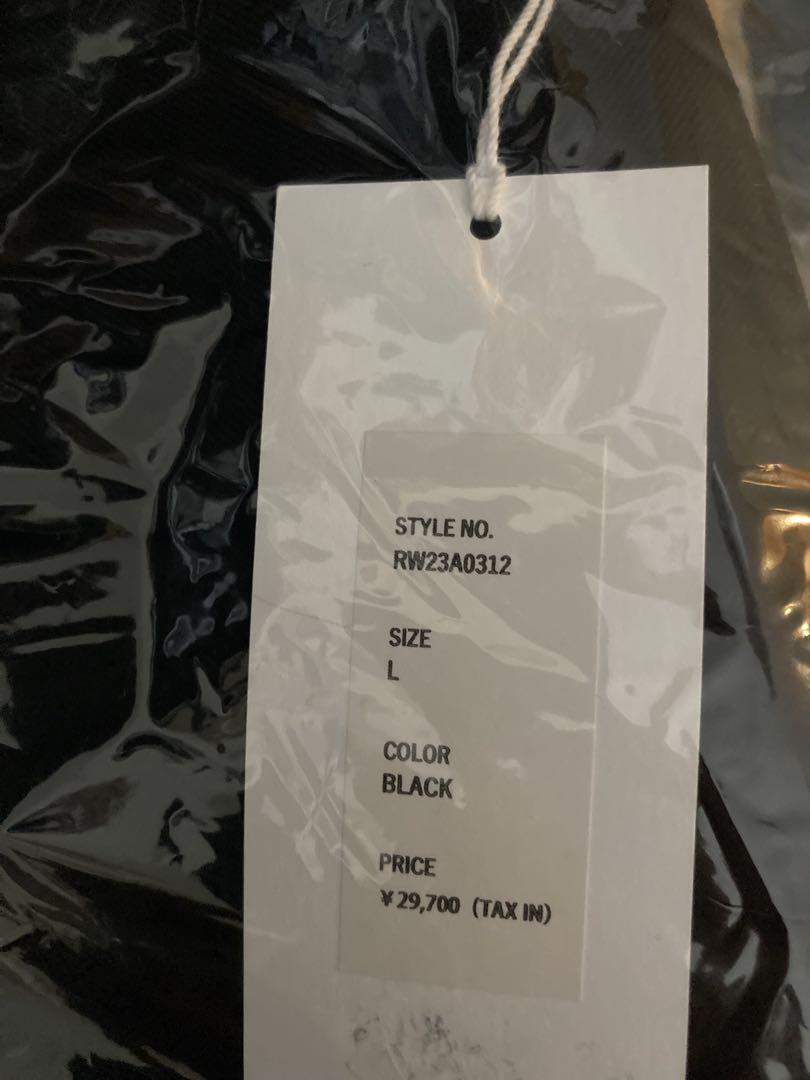 STYLE NO.
RW23A0312
SIZE
L
COLOR
BLACK
PRICE
¥29,700 (TAX IN)